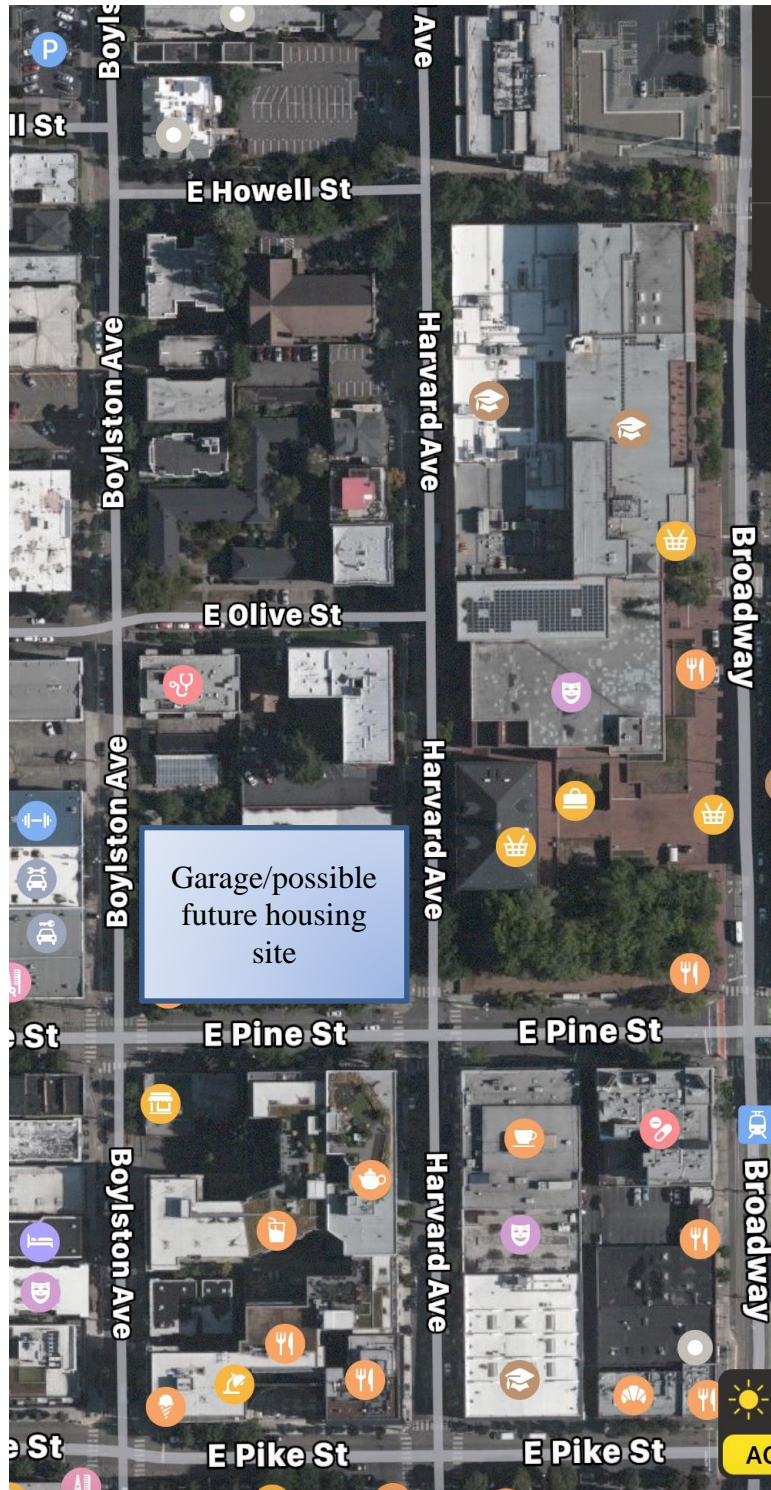 Boyls
Ave
P
ll St
E Howell St
Boylston Ave
Harvard Ave
Broadway
E Olive St
Boylston Ave
Harvard Ave
Garage/possible
future housing
site
e St
E Pine St
E Pine St
Boylston Ave
Harvard Ave
Broadway
e St
E Pike St
E Pike St
AQ